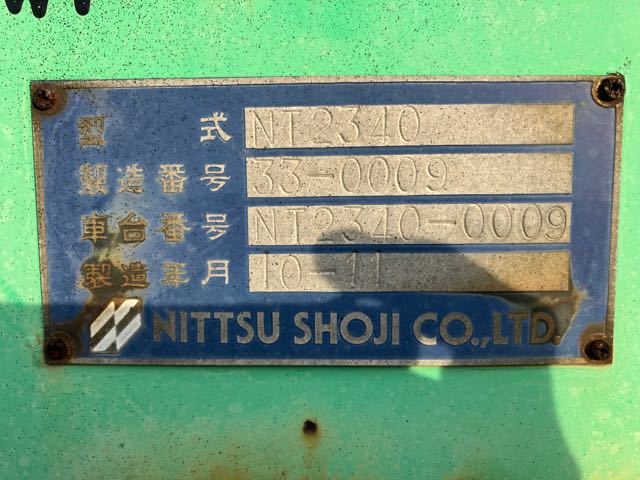 型式 NT2340
製造番号 33-0009
車台番号 NT2340-0009
製造年月 10-11
NITTSU SHOJI CO.,LTD.